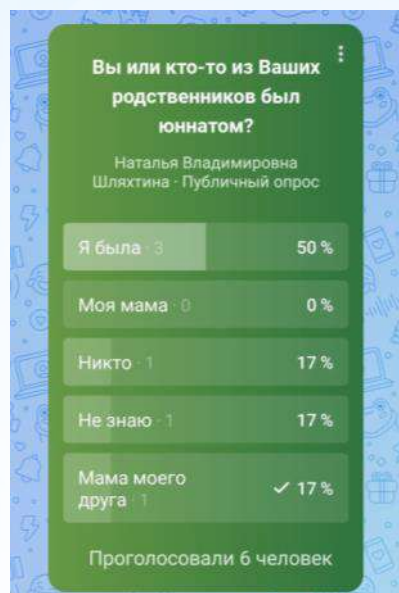 Вы или кто-то из Ваших
родственников был
юннатом?
Наталья Владимировна
Шляхтина · Публичный опрос
Я была · 3 50 %
Моя мама · 0 0 %
Никто · 1 17 %
Не знаю · 1 17 %
Мама моего
друга · 1 17 %
Проголосовали 6 человек